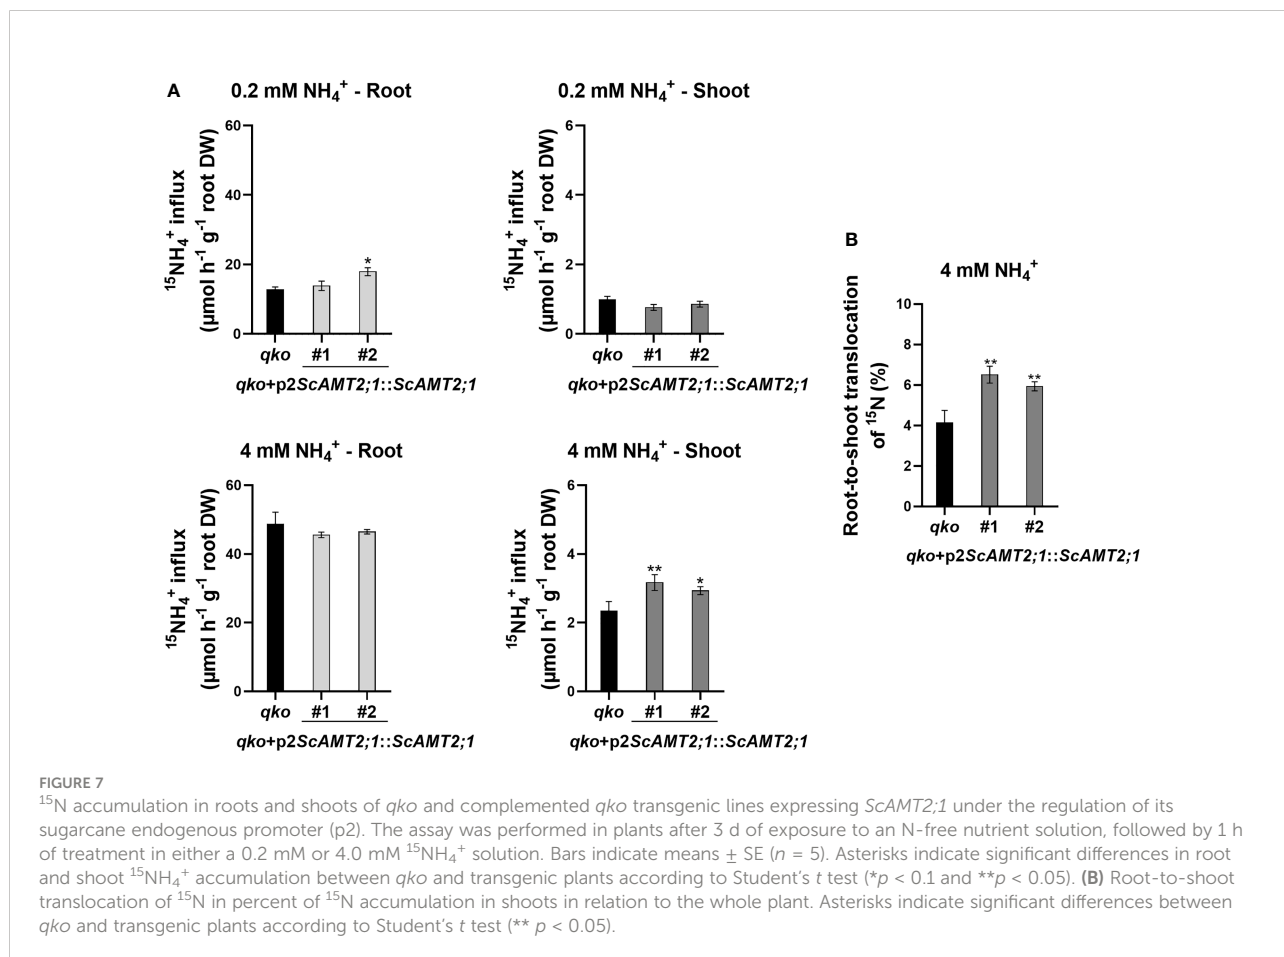 A
0.2 mM NH₄⁺ - Root
¹⁵NH₄⁺ influx
(µmol h⁻¹ g⁻¹ root DW)
60
40
20
0
*
qko #1 #2
qko+p2ScAMT2;1::ScAMT2;1
0.2 mM NH₄⁺ - Shoot
¹⁵NH₄⁺ influx
(µmol h⁻¹ g⁻¹ root DW)
6
4
2
0
qko #1 #2
qko+p2ScAMT2;1::ScAMT2;1
4 mM NH₄⁺ - Root
¹⁵NH₄⁺ influx
(µmol h⁻¹ g⁻¹ root DW)
60
40
20
0
qko #1 #2
qko+p2ScAMT2;1::ScAMT2;1
4 mM NH₄⁺ - Shoot
¹⁵NH₄⁺ influx
(µmol h⁻¹ g⁻¹ root DW)
6
4
2
0
** *
qko #1 #2
qko+p2ScAMT2;1::ScAMT2;1
B
4 mM NH₄⁺
Root-to-shoot translocation
of ¹⁵N (%)
10
8
6
4
2
0
** **
qko #1 #2
qko+p2ScAMT2;1::ScAMT2;1
FIGURE 7
¹⁵N accumulation in roots and shoots of qko and complemented qko transgenic lines expressing ScAMT2;1 under the regulation of its
sugarcane endogenous promoter (p2). The assay was performed in plants after 3 d of exposure to an N-free nutrient solution, followed by 1 h
of treatment in either a 0.2 mM or 4.0 mM ¹⁵NH₄⁺ solution. Bars indicate means ± SE (n = 5). Asterisks indicate significant differences in root
and shoot ¹⁵NH₄⁺ accumulation between qko and transgenic plants according to Student's t test (*p < 0.1 and **p < 0.05). (B) Root-to-shoot
translocation of ¹⁵N in percent of ¹⁵N accumulation in shoots in relation to the whole plant. Asterisks indicate significant differences between
qko and transgenic plants according to Student's t test (** p < 0.05).